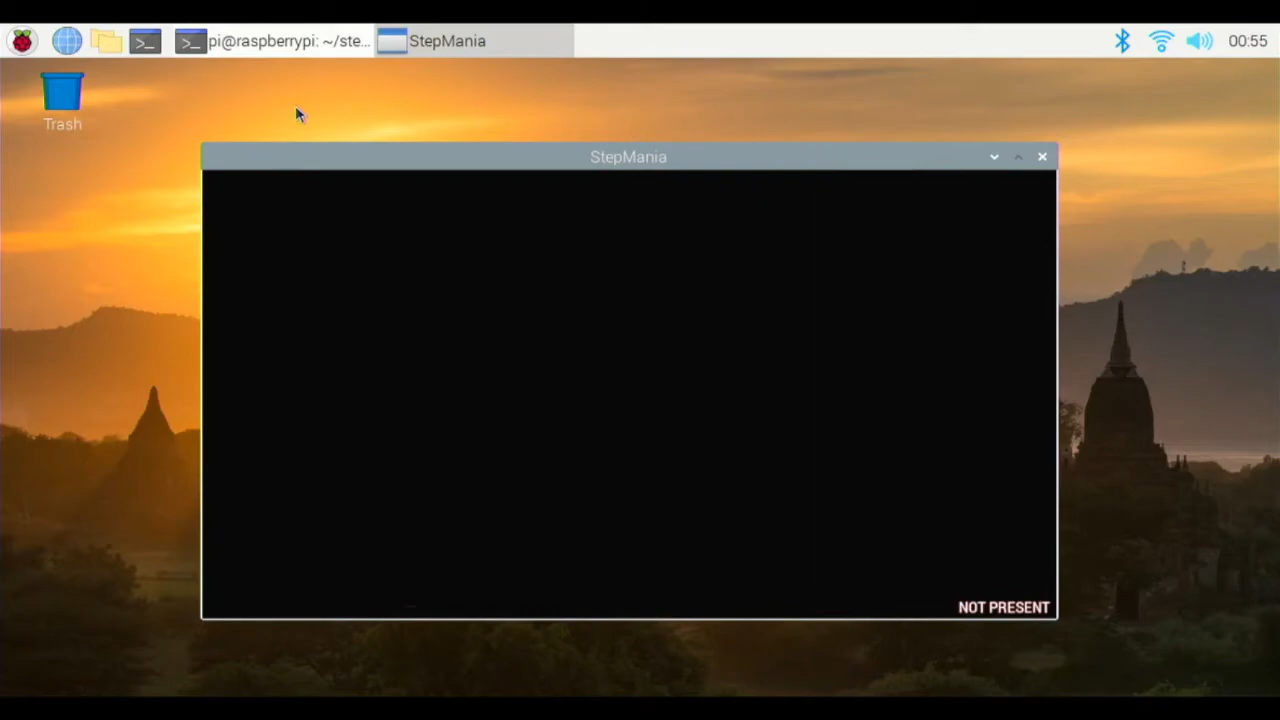 pi@raspberrypi: ~/ste...
StepMania
00:55
Trash
StepMania
NOT PRESENT